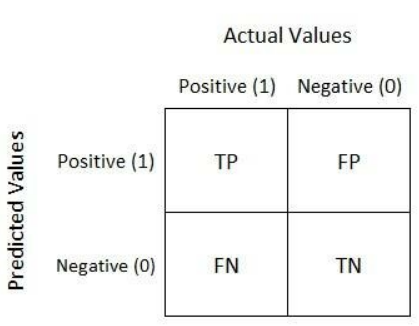 Actual Values
Positive (1) Negative (0)
Predicted Values
Positive (1) TP FP
Negative (0) FN TN